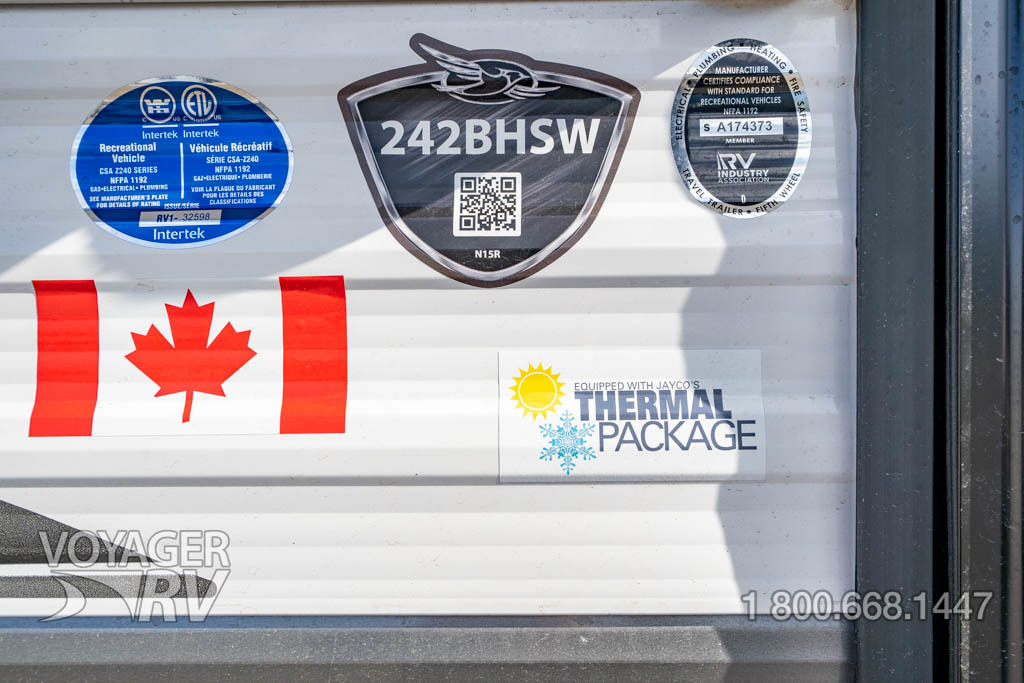 Intertek Intertek
Recreational
Vehicle
CSA Z240 SERIES
NFPA 1192
GAS•ELECTRICAL•PLUMBING
SEE MANUFACTURER'S PLATE
FOR DETAILS OF RATING
Véhicule Récréatif
SÉRIE CSA-Z240
NFPA 1192
GAZ•ELECTRIQUE•PLOMBERIE
VOIR LA PLAQUE DU FABRICANT
POUR LES DETAILS DES
CLASSIFICATIONS
ISSUE/SÉRIE
RV1- 32598
Intertek
242BHSW
N15R
ELECTRICAL • PLUMBING • HEATING • FIRE SAFETY
MANUFACTURER
CERTIFIES COMPLIANCE
WITH STANDARD FOR
RECREATIONAL VEHICLES
NFPA 1192
S A174373
MEMBER
RV
INDUSTRY
ASSOCIATION
D
TRAVEL TRAILER • FIFTH WHEEL
EQUIPPED WITH JAYCO'S
THERMAL
PACKAGE
VOYAGER
RV
1 800.668.1447